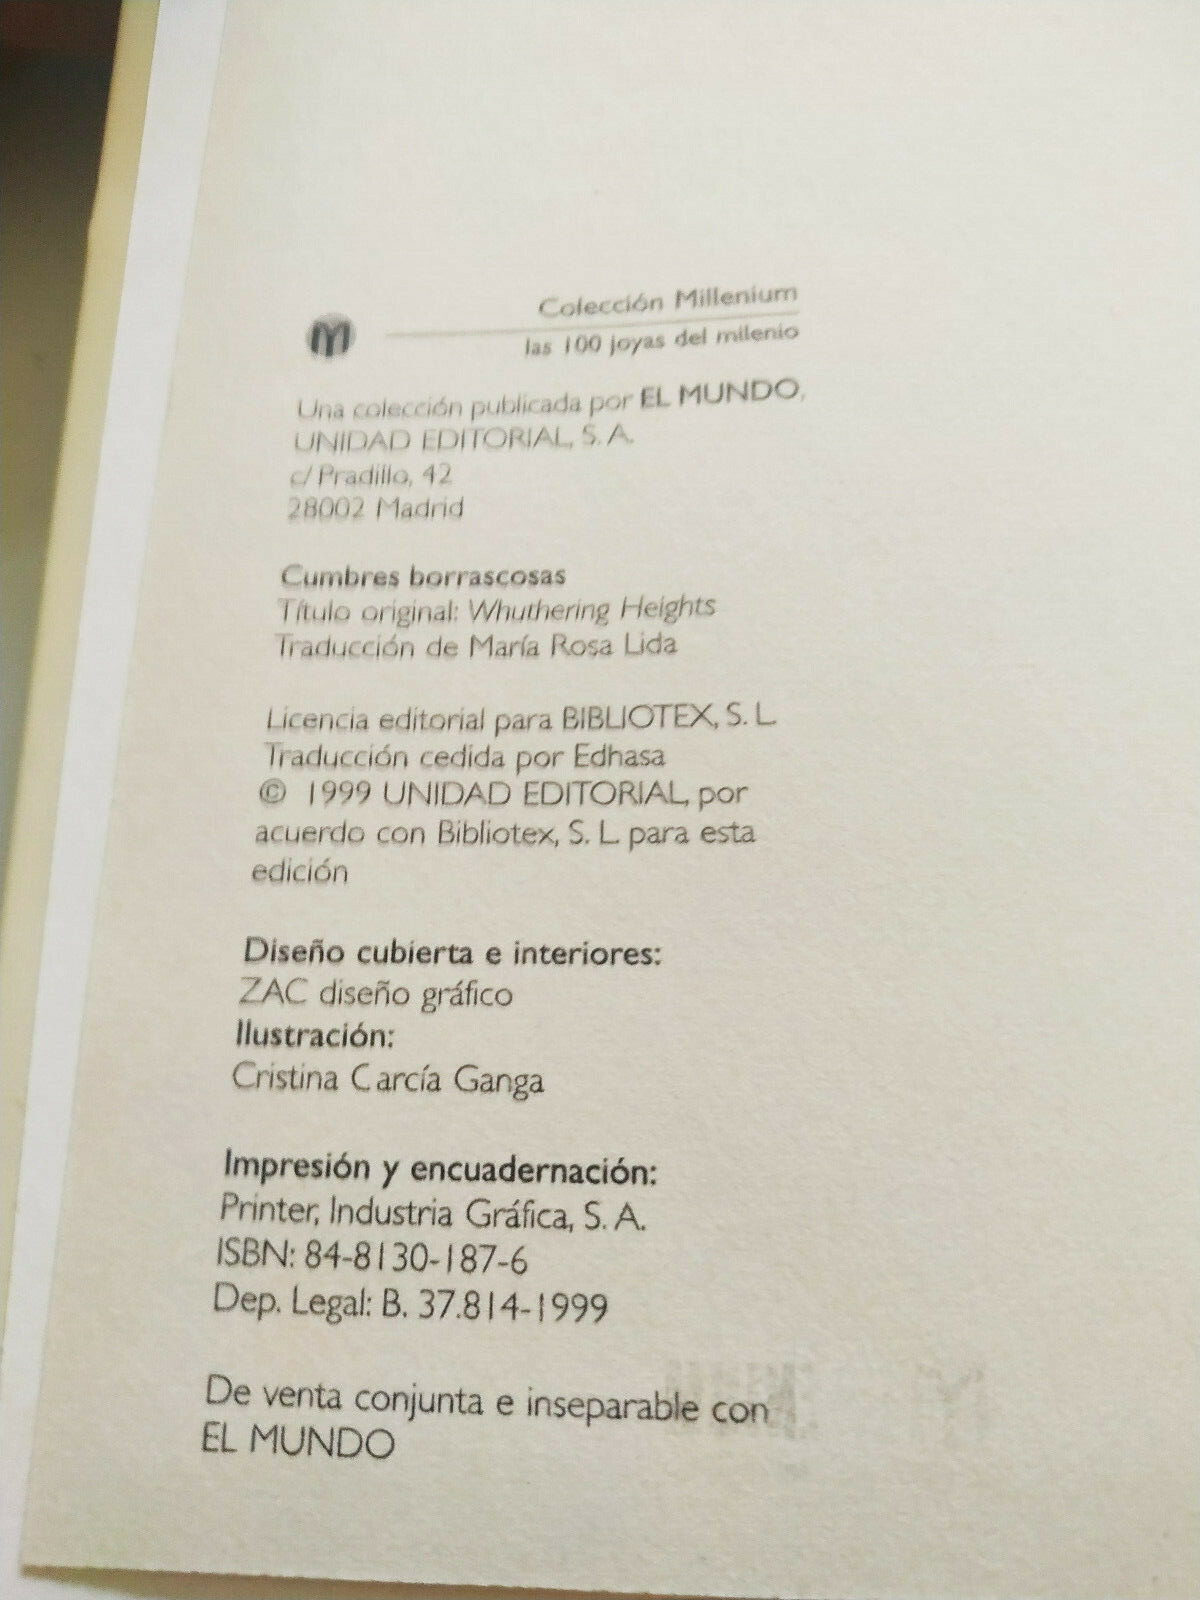 Colección Millenium
m
las 100 joyas del milenio
Una colección publicada por EL MUNDO,
UNIDAD EDITORIAL, S. A.
c/ Pradillo, 42
28002 Madrid
Cumbres borrascosas
Título original: Whuthering Heights
Traducción de María Rosa Lida
Licencia editorial para BIBLIOTEX, S. L.
Traducción cedida por Edhasa
© 1999 UNIDAD EDITORIAL, por
acuerdo con Bibliotex, S. L. para esta
edición
Diseño cubierta e interiores:
ZAC diseño gráfico
Ilustración:
Cristina Carcía Ganga
Impresión y encuadernación:
Printer, Industria Gráfica, S. A.
ISBN: 84-8130-187-6
Dep. Legal: B. 37.814-1999
De venta conjunta e inseparable con
EL MUNDO